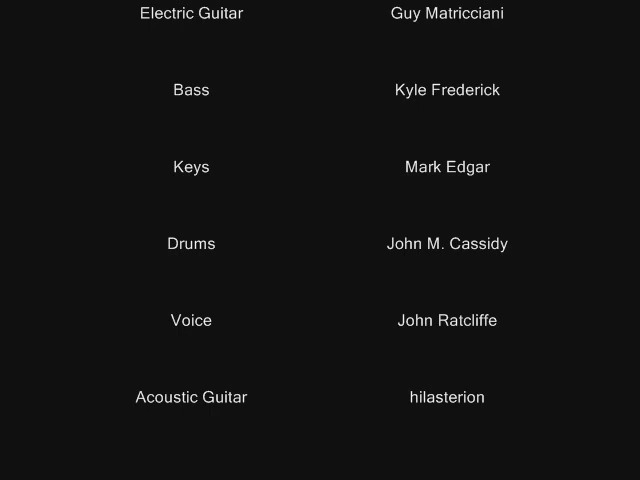 Electric Guitar Guy Matricciani
Bass Kyle Frederick
Keys Mark Edgar
Drums John M. Cassidy
Voice John Ratcliffe
Acoustic Guitar hilasterion